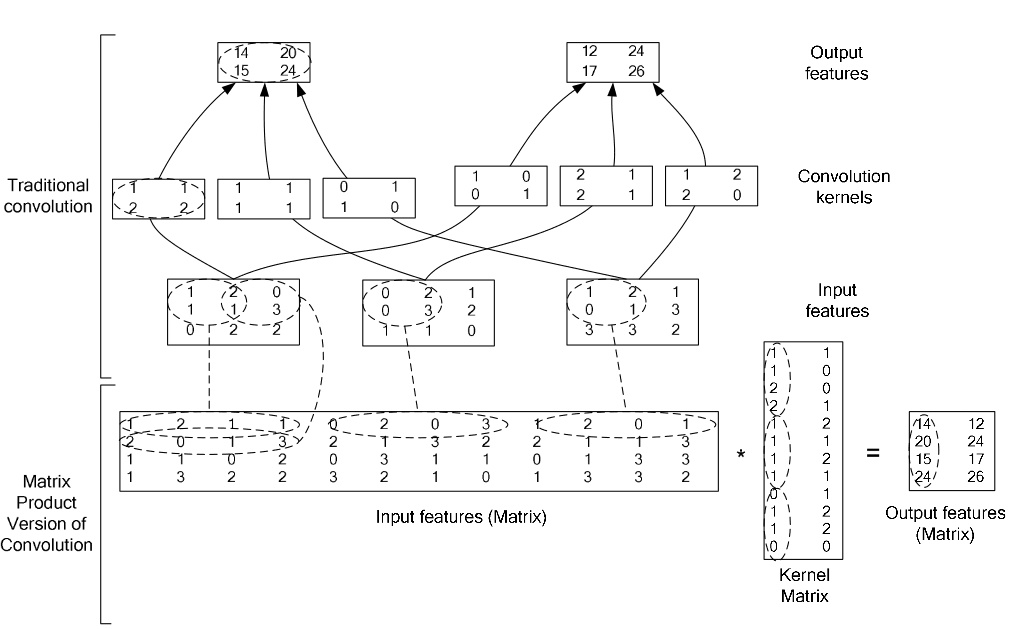 14 20
15 24
12 24
17 26
Output
features
Traditional
convolution
1 1
2 2
1 1
1 1
0 1
1 0
1 0
0 1
2 1
2 1
1 2
2 0
Convolution
kernels
1 2 0
1 1 3
0 2 2
0 2 1
0 3 2
1 1 0
1 2 1
0 1 3
3 3 2
Input
features
Matrix
Product
Version of
Convolution
1 2 1 1 0 2 0 3 1 2 0 1
2 0 1 3 2 1 3 2 2 1 1 3
1 1 0 2 0 3 1 1 0 1 3 3
1 3 2 2 3 2 1 0 1 3 3 2
Input features (Matrix)
*
1 1
1 0
2 0
2 1
1 2
1 1
1 2
1 1
0 1
1 2
1 2
0 0
Kernel
Matrix
=
14 12
20 24
15 17
24 26
Output features
(Matrix)